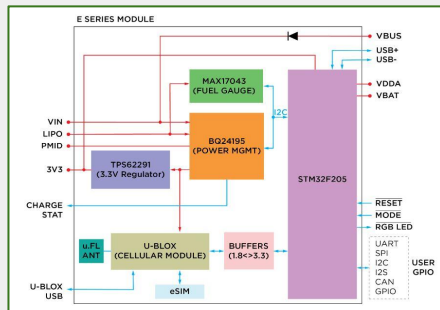 E SERIES MODULE
VBUS
USB+
USB-
MAX17043
(FUEL GAUGE)
VDDA
VBAT
I2C
VIN
LIPO
PMID
BQ24195
(POWER MGMT)
STM32F205
3V3
TPS62291
(3.3V Regulator)
CHARGE
STAT
RESET
MODE
RGB LED
u.FL
ANT
U-BLOX
(CELLULAR MODULE)
BUFFERS
(1.8<>3.3)
UART
SPI
I2C
I2S
CAN
GPIO
USER
GPIO
U-BLOX
USB
eSIM